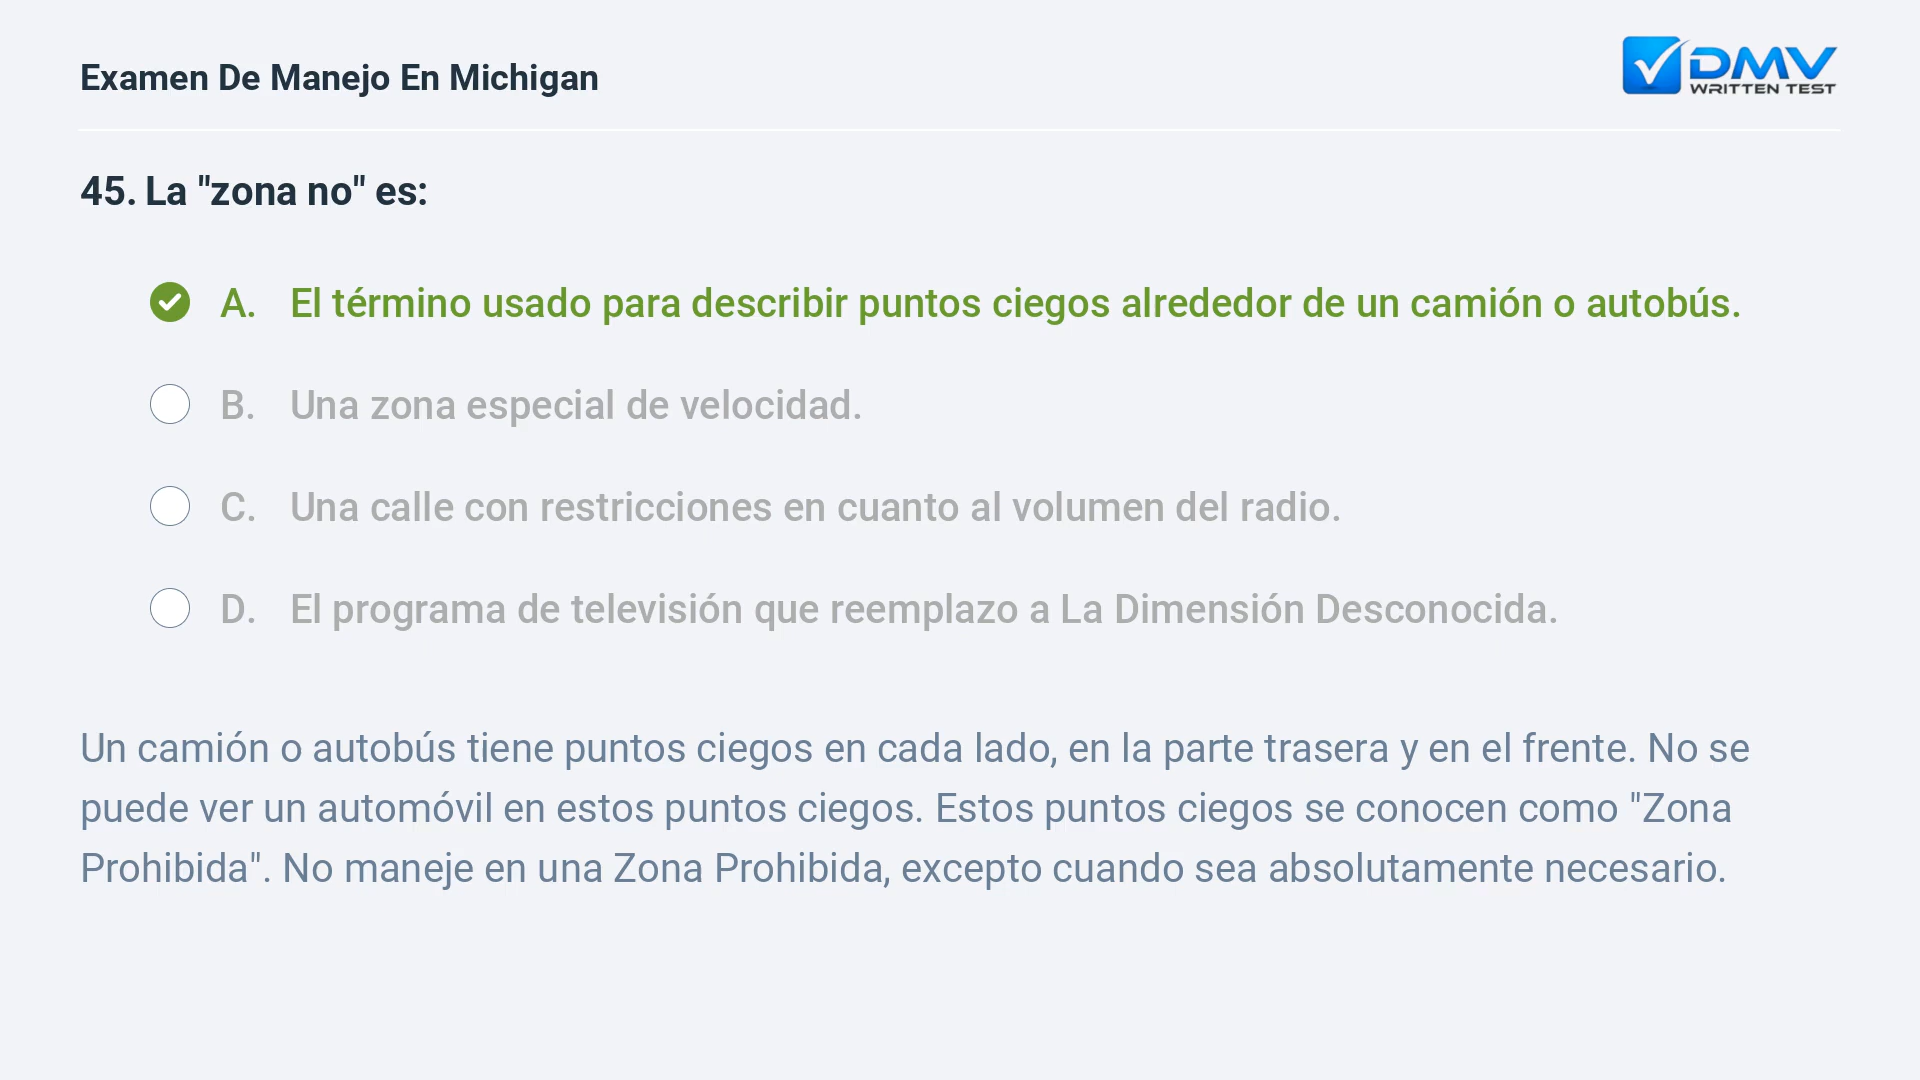 Examen De Manejo En Michigan
DMV
WRITTEN TEST
45. La "zona no" es:
A. El término usado para describir puntos ciegos alrededor de un camión o autobús.
B. Una zona especial de velocidad.
C. Una calle con restricciones en cuanto al volumen del radio.
D. El programa de televisión que reemplazo a La Dimensión Desconocida.
Un camión o autobús tiene puntos ciegos en cada lado, en la parte trasera y en el frente. No se
puede ver un automóvil en estos puntos ciegos. Estos puntos ciegos se conocen como "Zona
Prohibida". No maneje en una Zona Prohibida, excepto cuando sea absolutamente necesario.